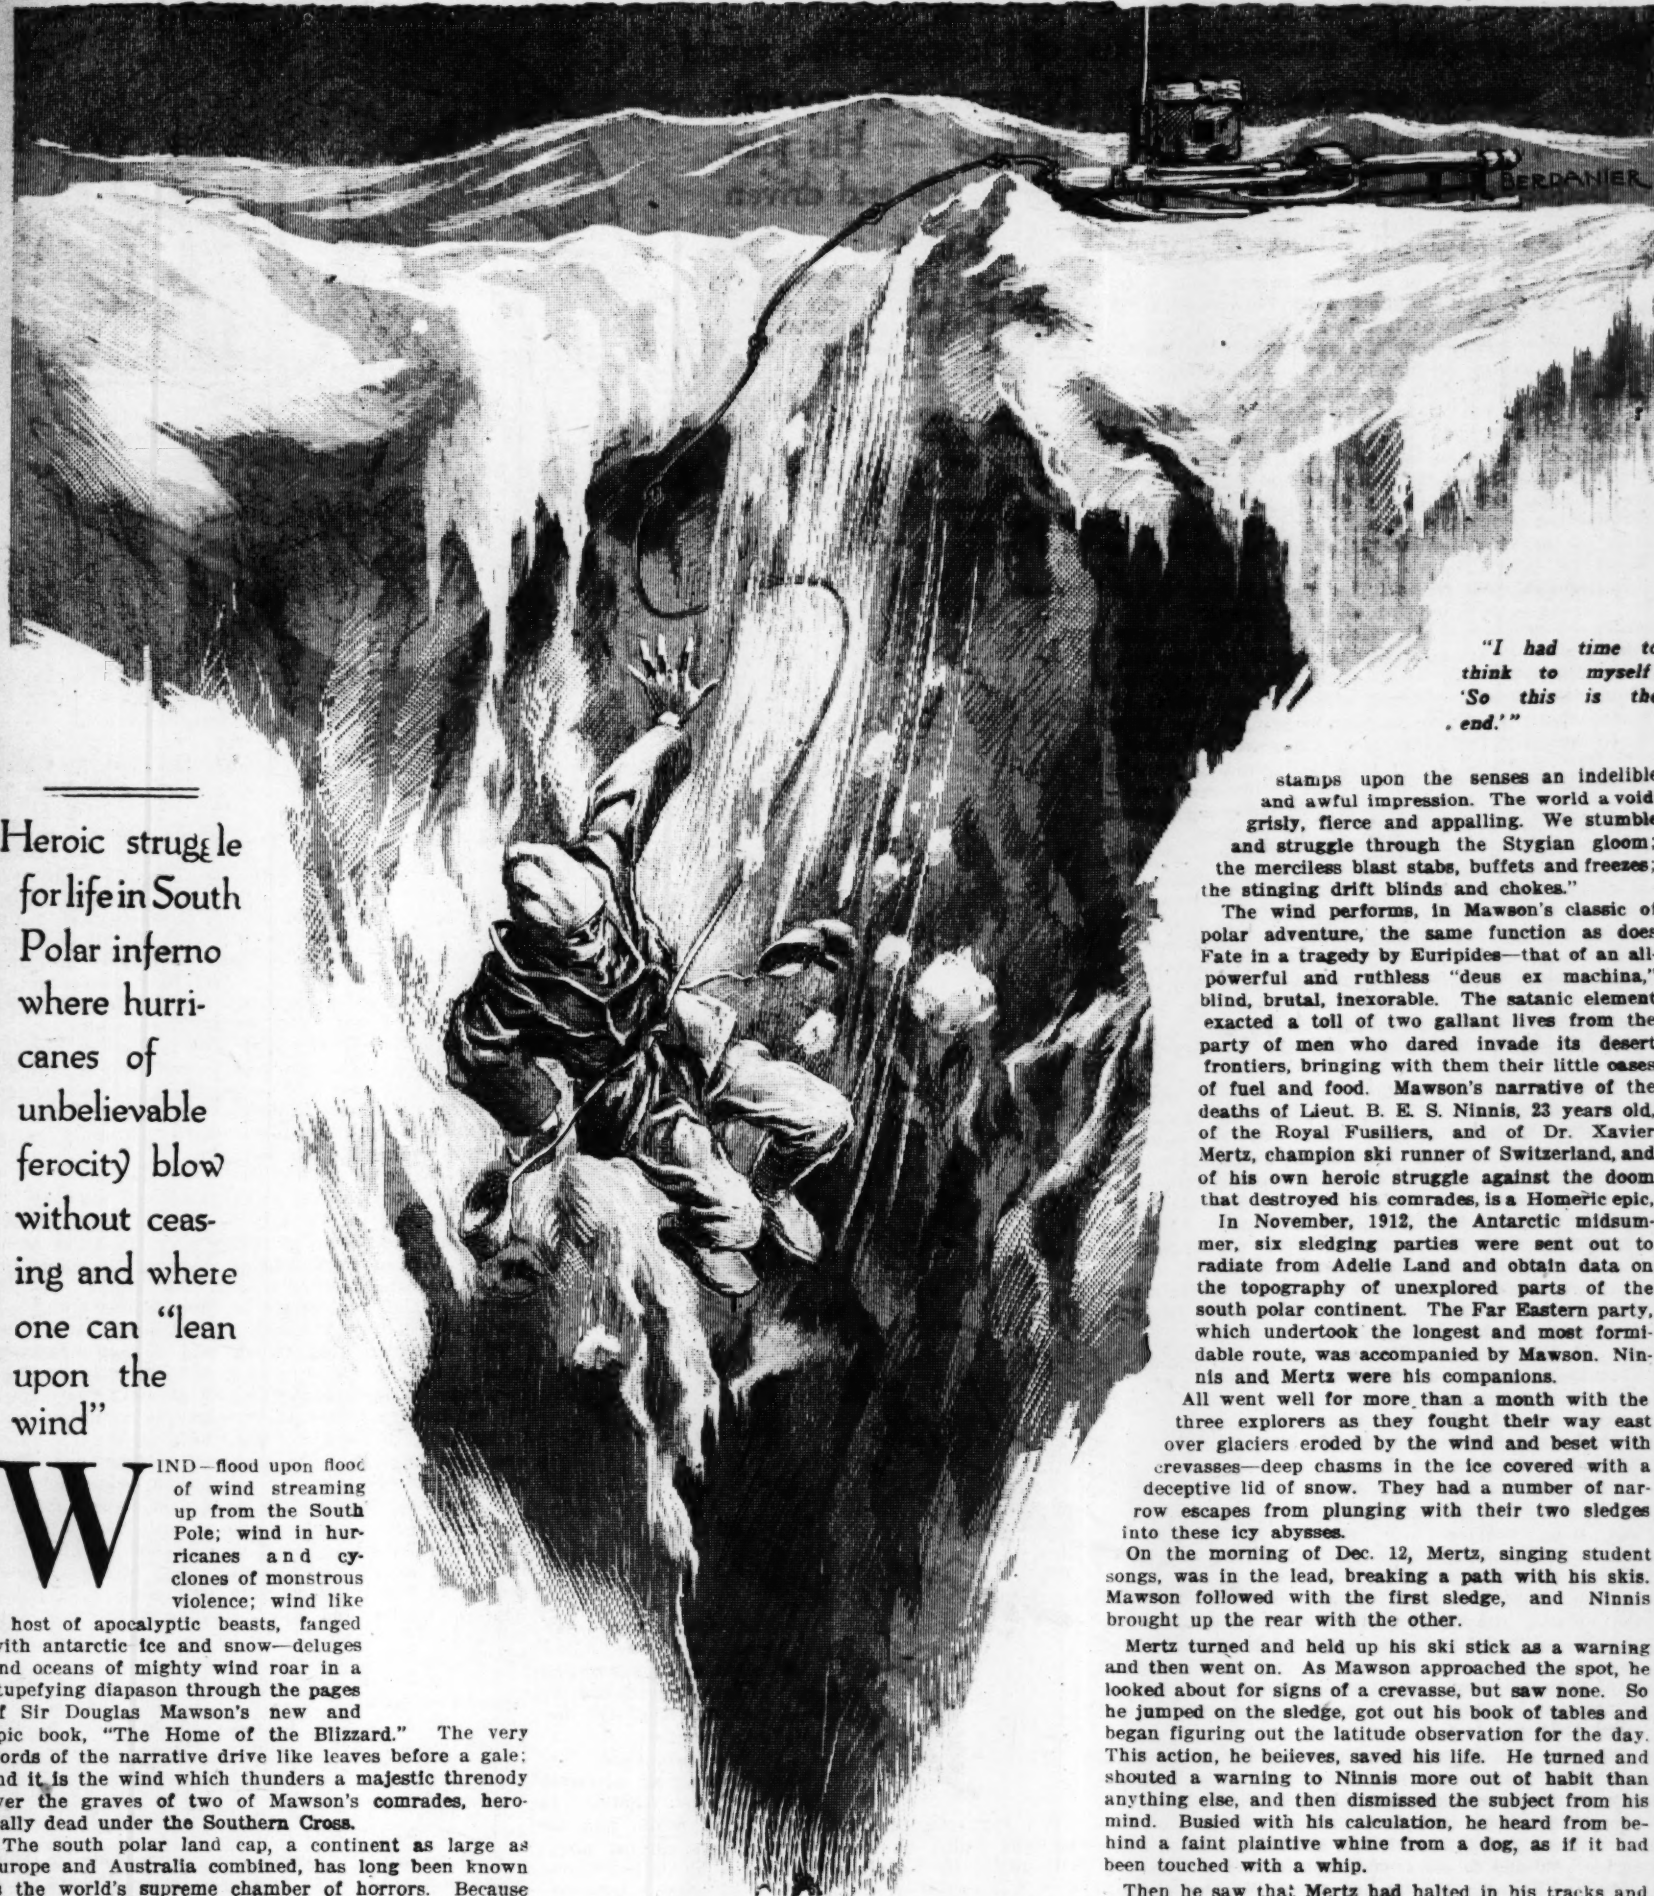 BERDANIER
"I had time to
think to myself
'So this is the
end.'"
Heroic struggle
for life in South
Polar inferno
where hurri-
canes of
unbelievable
ferocity blow
without ceas-
ing and where
one can "lean
upon the
wind"
WIND—flood upon flood
of wind streaming
up from the South
Pole; wind in hur-
ricanes and cy-
clones of monstrous
violence; wind like
host of apocalyptic beasts, fanged
with antarctic ice and snow—deluges
and oceans of mighty wind roar in a
stupefying diapason through the pages
of Sir Douglas Mawson's new and
epic book, "The Home of the Blizzard." The very
words of the narrative drive like leaves before a gale;
and it is the wind which thunders a majestic threnody
over the graves of two of Mawson's comrades, hero-
ically dead under the Southern Cross.
The south polar land cap, a continent as large as
Europe and Australia combined, has long been known
the world's supreme chamber of horrors. Because
stamps upon the senses an indelible
and awful impression. The world a void
grisly, fierce and appalling. We stumble
and struggle through the Stygian gloom;
the merciless blast stabs, buffets and freezes;
the stinging drift blinds and chokes."
The wind performs, in Mawson's classic of
polar adventure, the same function as does
Fate in a tragedy by Euripides—that of an all-
powerful and ruthless "deus ex machina,"
blind, brutal, inexorable. The satanic element
exacted a toll of two gallant lives from the
party of men who dared invade its desert
frontiers, bringing with them their little oases
of fuel and food. Mawson's narrative of the
deaths of Lieut. B. E. S. Ninnis, 23 years old,
of the Royal Fusiliers, and of Dr. Xavier
Mertz, champion ski runner of Switzerland, and
of his own heroic struggle against the doom
that destroyed his comrades, is a Homeric epic.
In November, 1912, the Antarctic midsum-
mer, six sledging parties were sent out to
radiate from Adelie Land and obtain data on
the topography of unexplored parts of the
south polar continent. The Far Eastern party,
which undertook the longest and most formi-
dable route, was accompanied by Mawson. Nin-
nis and Mertz were his companions.
All went well for more than a month with the
three explorers as they fought their way east
over glaciers eroded by the wind and beset with
crevasses—deep chasms in the ice covered with a
deceptive lid of snow. They had a number of nar-
row escapes from plunging with their two sledges
into these icy abysses.
On the morning of Dec. 12, Mertz, singing student
songs, was in the lead, breaking a path with his skis.
Mawson followed with the first sledge, and Ninnis
brought up the rear with the other.
Mertz turned and held up his ski stick as a warning
and then went on. As Mawson approached the spot, he
looked about for signs of a crevasse, but saw none. So
he jumped on the sledge, got out his book of tables and
began figuring out the latitude observation for the day.
This action, he believes, saved his life. He turned and
shouted a warning to Ninnis more out of habit than
anything else, and then dismissed the subject from his
mind. Busied with his calculation, he heard from be-
hind a faint plaintive whine from a dog, as if it had
been touched with a whip.
Then he saw that Mertz had halted in his tracks and